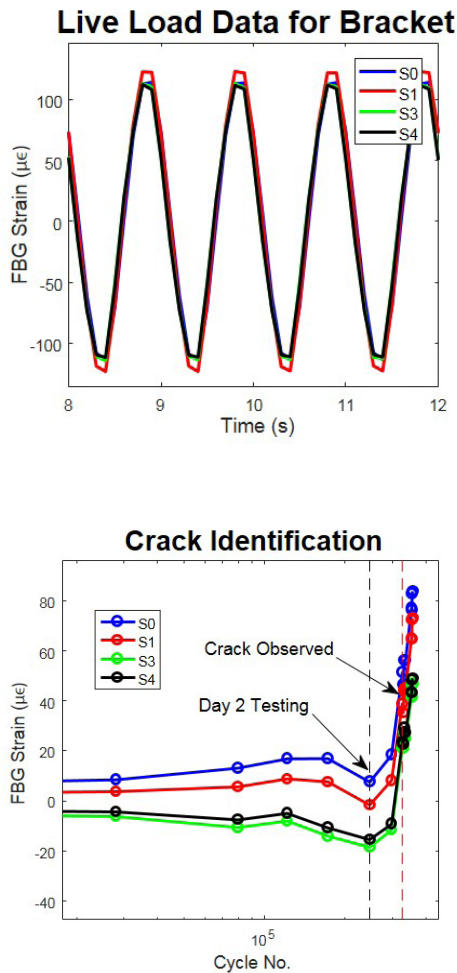 Live Load Data for Bracket
S0
S1
S3
S4
100
50
0
-50
-100
FBG Strain (µϵ)
8
9
10
11
12
Time (s)
Crack Identification
S0
S1
S3
S4
Crack Observed
Day 2 Testing
80
60
40
20
0
-20
-40
FBG Strain (µϵ)
10⁵
Cycle No.